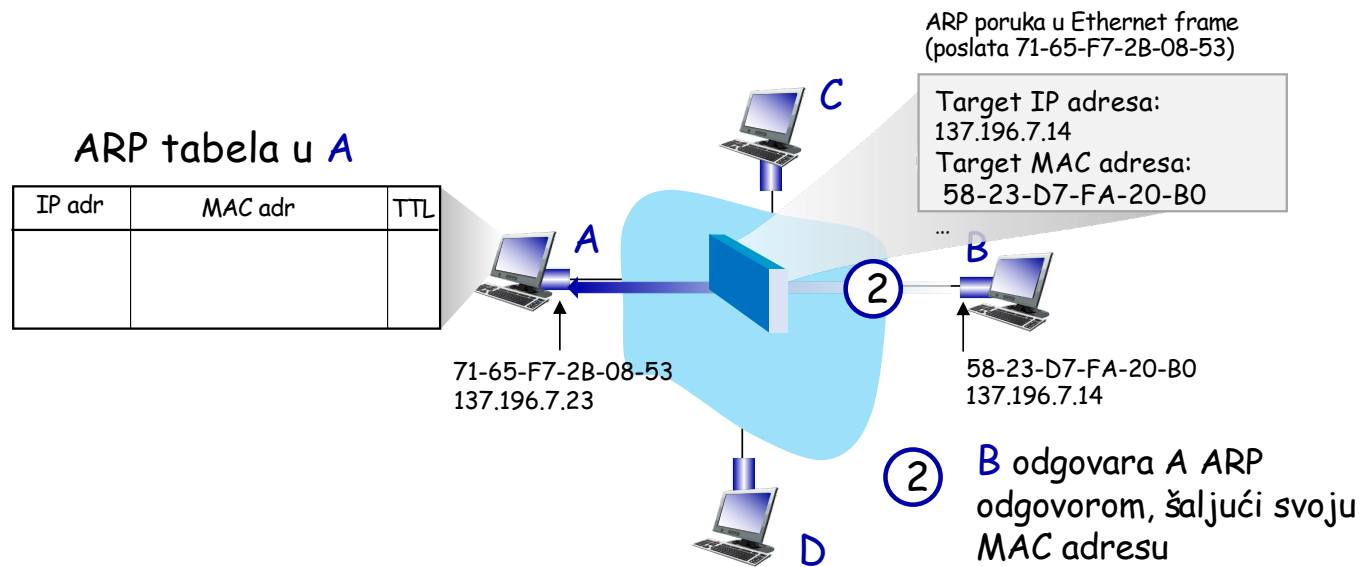 ARP poruka u Ethernet frame
(poslata 71-65-F7-2B-08-53)
Target IP adresa:
137.196.7.14
Target MAC adresa:
58-23-D7-FA-20-B0
...
C
ARP tabela u A
IP adr MAC adr TTL
A
B
2
71-65-F7-2B-08-53
137.196.7.23
58-23-D7-FA-20-B0
137.196.7.14
D
2
B odgovara A ARP
odgovorom, šaljući svoju
MAC adresu